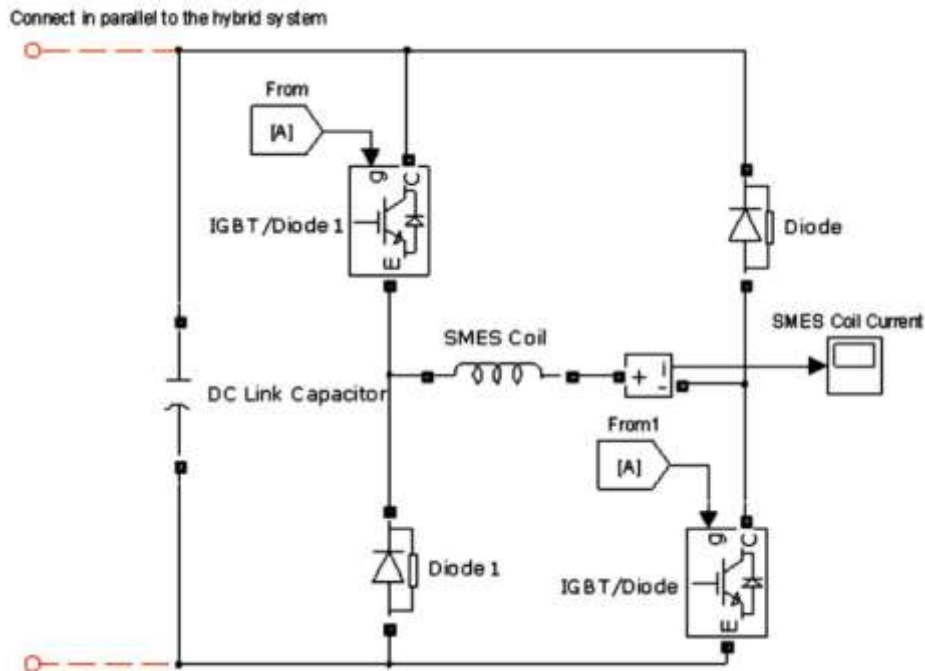 Connect in parallel to the hybrid system
From
[A]
g
C
IGBT/Diode 1
E
Diode
SMES Coil
SMES Coil Current
+
i
-
DC Link Capacitor
From1
[A]
g
C
Diode 1
IGBT/Diode
E